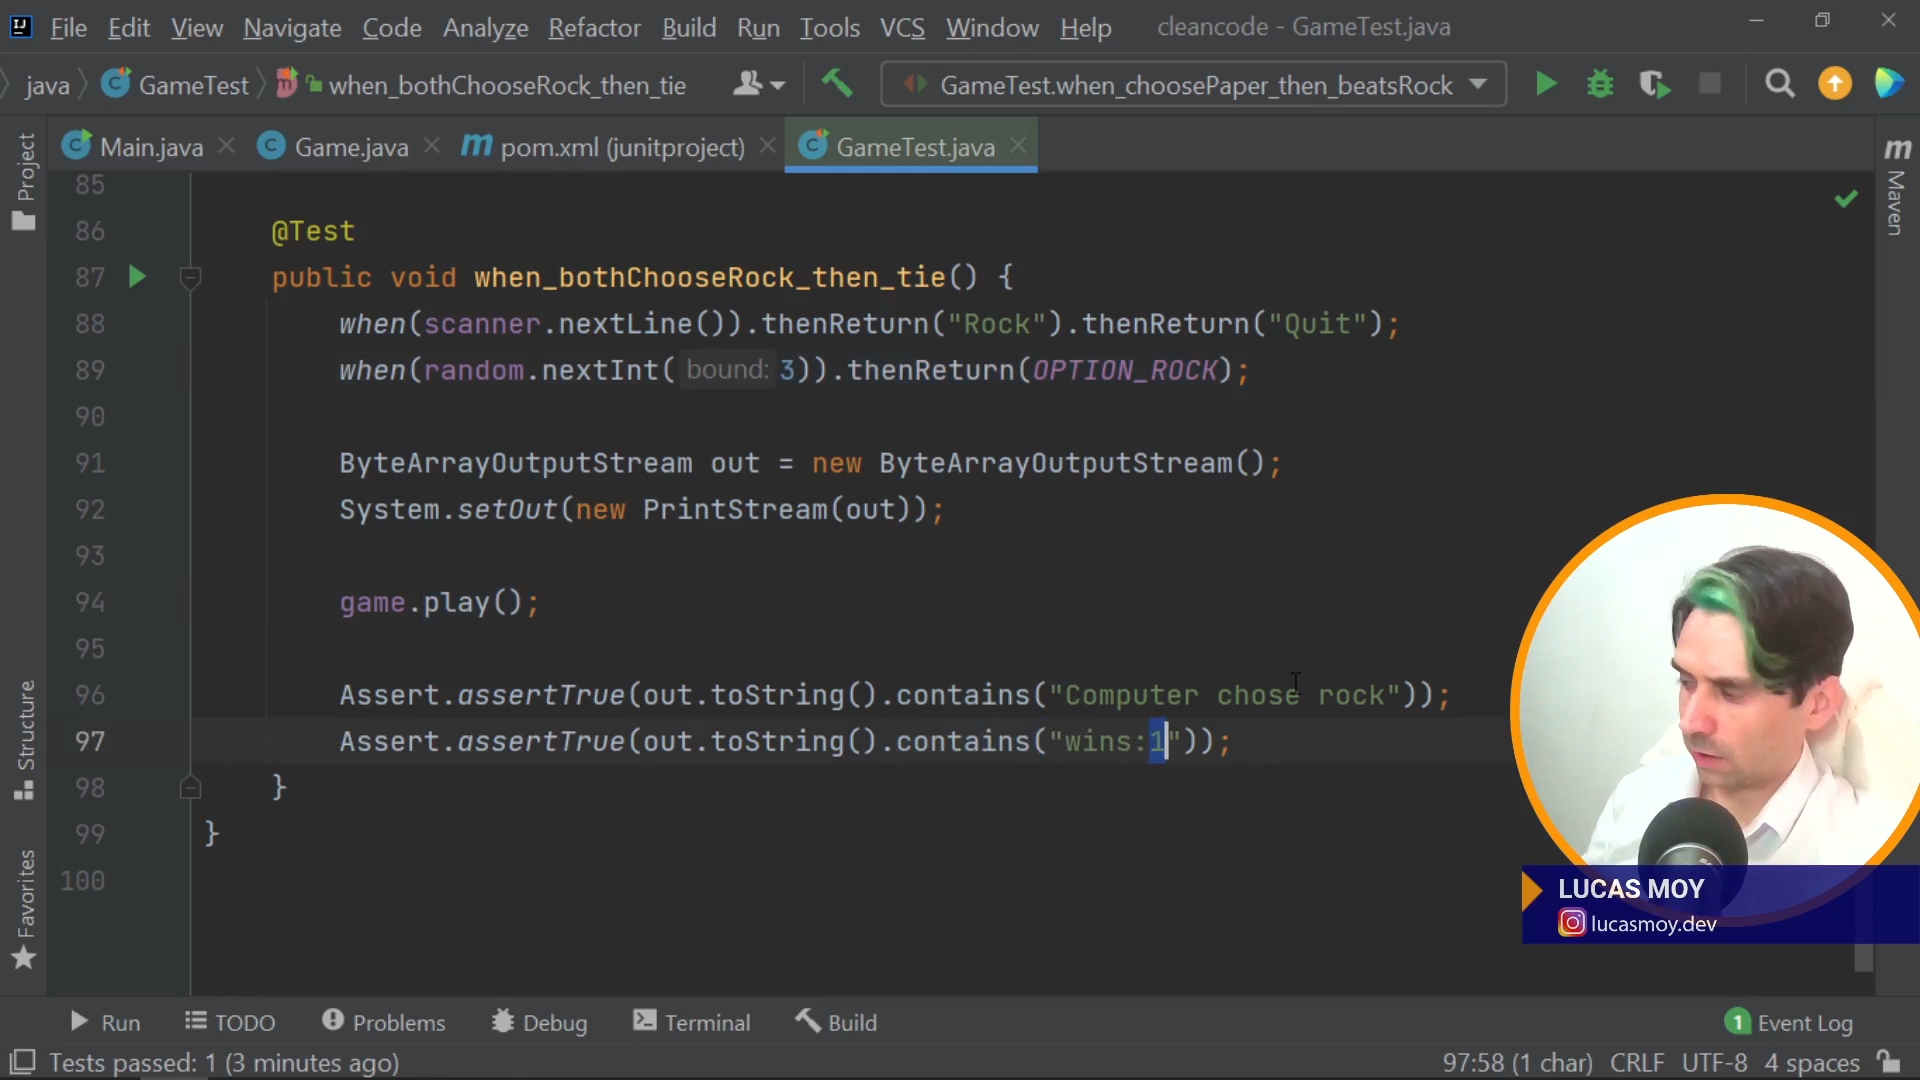 IJ File Edit View Navigate Code Analyze Refactor Build Run Tools VCS Window Help cleancode - GameTest.java
java GameTest m when_bothChooseRock_then_tie GameTest.when_choosePaper_then_beatsRock
Main.java Game.java m pom.xml (junitproject) GameTest.java
m Maven
Project
Structure
Favorites
85
86 @Test
87 public void when_bothChooseRock_then_tie() {
88 when(scanner.nextLine()).thenReturn("Rock").thenReturn("Quit");
89 when(random.nextInt( bound: 3)).thenReturn(OPTION_ROCK);
90
91 ByteArrayOutputStream out = new ByteArrayOutputStream();
92 System.setOut(new PrintStream(out));
93
94 game.play();
95
96 Assert.assertTrue(out.toString().contains("Computer chose rock"));
97 Assert.assertTrue(out.toString().contains("wins:1"));
98 }
99 }
100
LUCAS MOY
lucasmoy.dev
Run TODO Problems Debug Terminal Build 1 Event Log
Tests passed: 1 (3 minutes ago) 97:58 (1 char) CRLF UTF-8 4 spaces